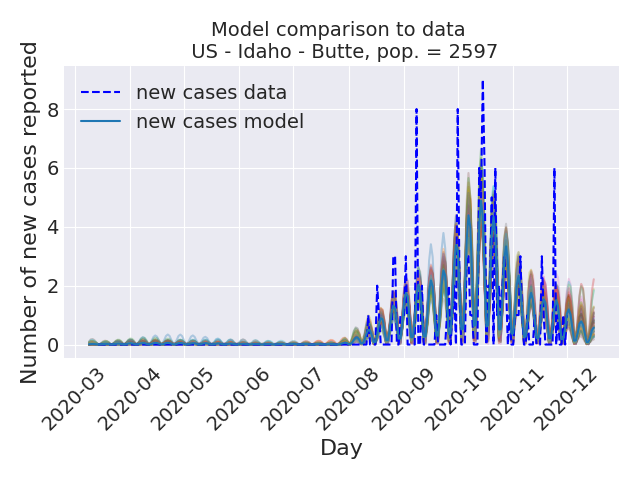 Model comparison to data
US - Idaho - Butte, pop. = 2597
Number of new cases reported
8
6
4
2
0
new cases data
new cases model
2020-03
2020-04
2020-05
2020-06
2020-07
2020-08
2020-09
2020-10
2020-11
2020-12
Day